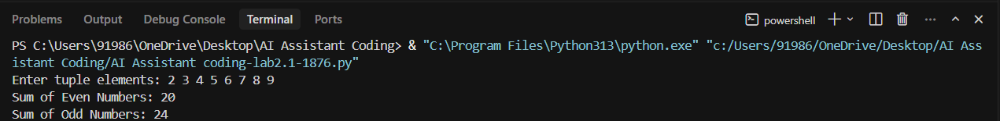 Problems Output Debug Console Terminal Ports powershell
PS C:\Users\91986\OneDrive\Desktop\AI Assistant Coding> & "C:\Program Files\Python313\python.exe" "c:/Users/91986/OneDrive/Desktop/AI Ass
istant Coding/AI Assistant coding-lab2.1-1876.py"
Enter tuple elements: 2 3 4 5 6 7 8 9
Sum of Even Numbers: 20
Sum of Odd Numbers: 24